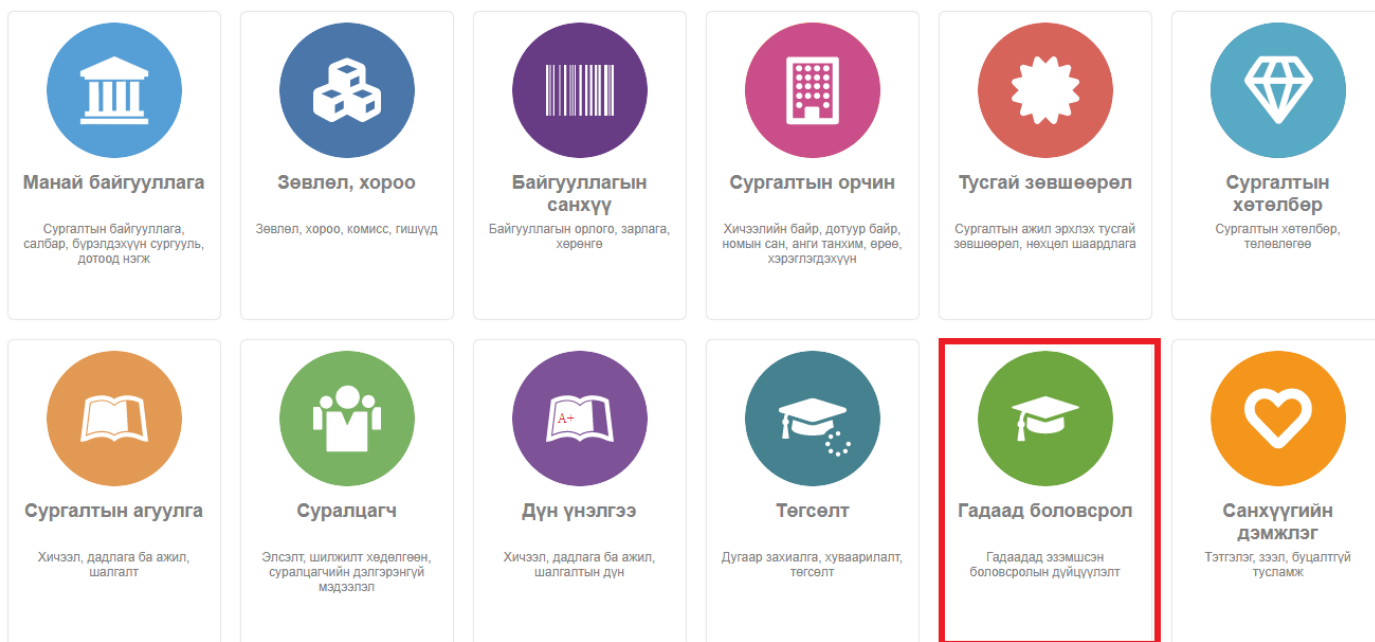 Манай байгууллага
Сургалтын байгууллага,
салбар, бүрэлдэхүүн сургууль,
дотоод нэгж
Зөвлөл, хороо
Зөвлөл, хороо, комисс, гишүүд
Байгууллагын
санхүү
Байгууллагын орлого, зарлага,
хөрөнгө
Сургалтын орчин
Хичээлийн байр, дотуур байр,
номын сан, анги танхим, өрөө,
хэрэглэгдэхүүн
Тусгай зөвшөөрөл
Сургалтын ажил эрхлэх тусгай
зөвшөөрөл, нөхцөл шаардлага
Сургалтын
хөтөлбөр
Сургалтын хөтөлбөр,
төлөвлөгөө
Сургалтын агуулга
Хичээл, дадлага ба ажил,
шалгалт
Суралцагч
Элсэлт, шилжилт хөдөлгөөн,
суралцагчийн дэлгэрэнгүй
мэдээлэл
A+
Дүн үнэлгээ
Хичээл, дадлага ба ажил,
шалгалтын дүн
Төгсөлт
Дугаар захиалга, хуваарилалт,
төгсөлт
Гадаад боловсрол
Гадаадад эзэмшсэн
боловсролын дүйцүүлэлт
Санхүүгийн
дэмжлэг
Тэтгэлэг, зээл, буцалтгүй
тусламж